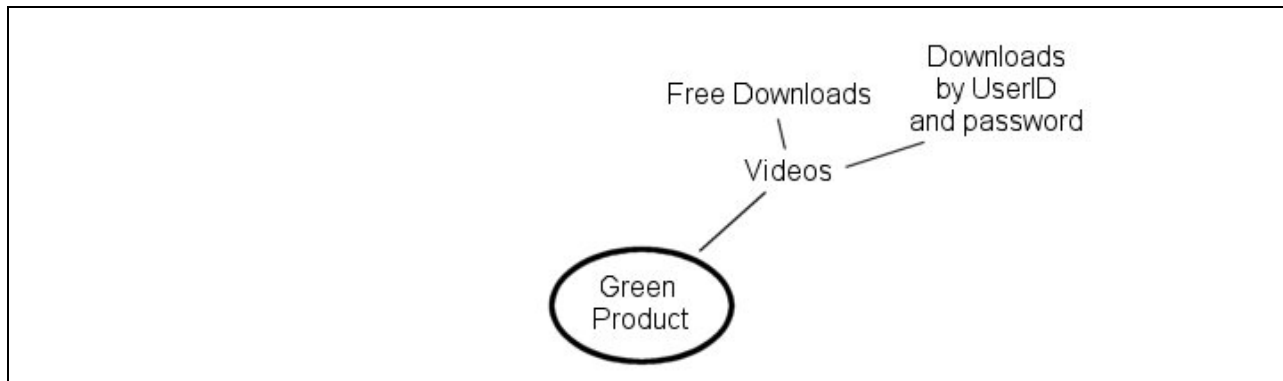 Downloads
by UserID
and password
Free Downloads
Videos
Green
Product